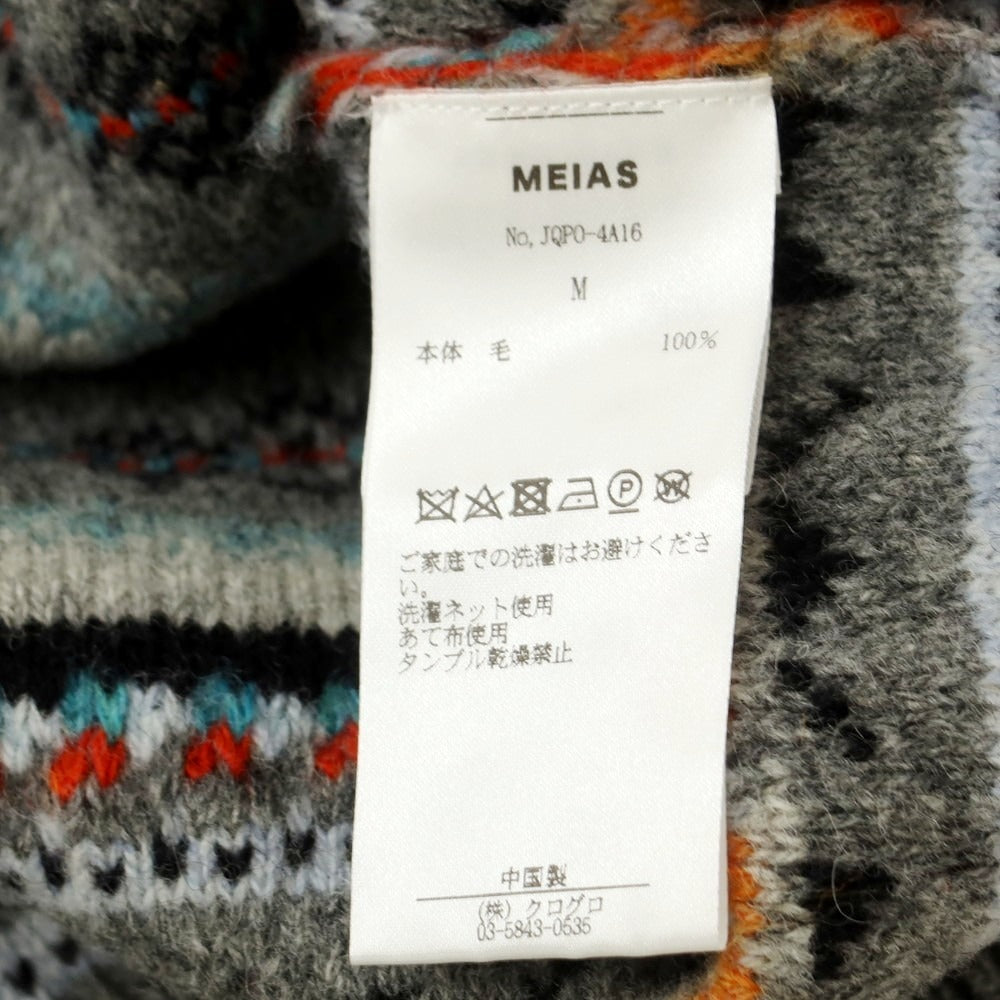 MEIAS
No,JQPO-4A16
M
本体 毛 100%
P W
ご家庭での洗濯はお避けくださ
い。
洗濯ネット使用
あて布使用
タンブル乾燥禁止
中国製
(株) クログロ
03-5843-0535